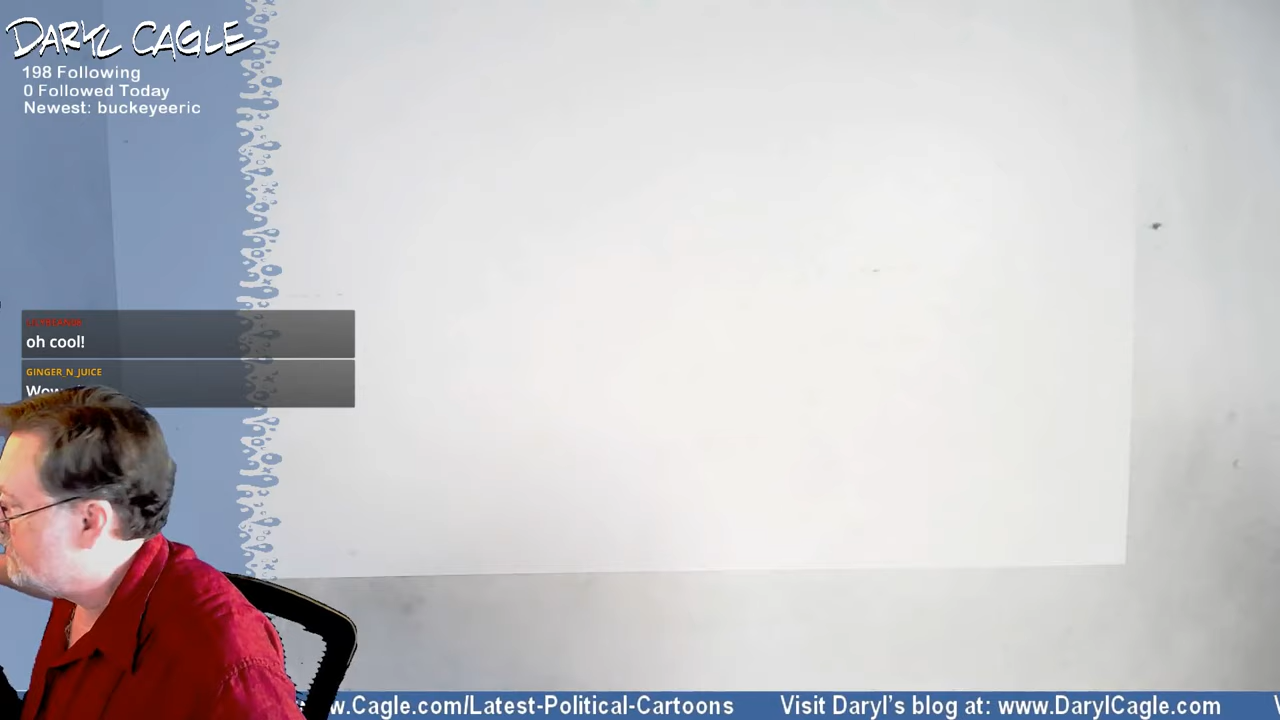 DARYL CAGLE
198 Following
0 Followed Today
Newest: buckeyeeric
oh cool!
GINGER_N_JUICE
w.Cagle.com/Latest-Political-Cartoons Visit Daryl's blog at: www.DarylCagle.com